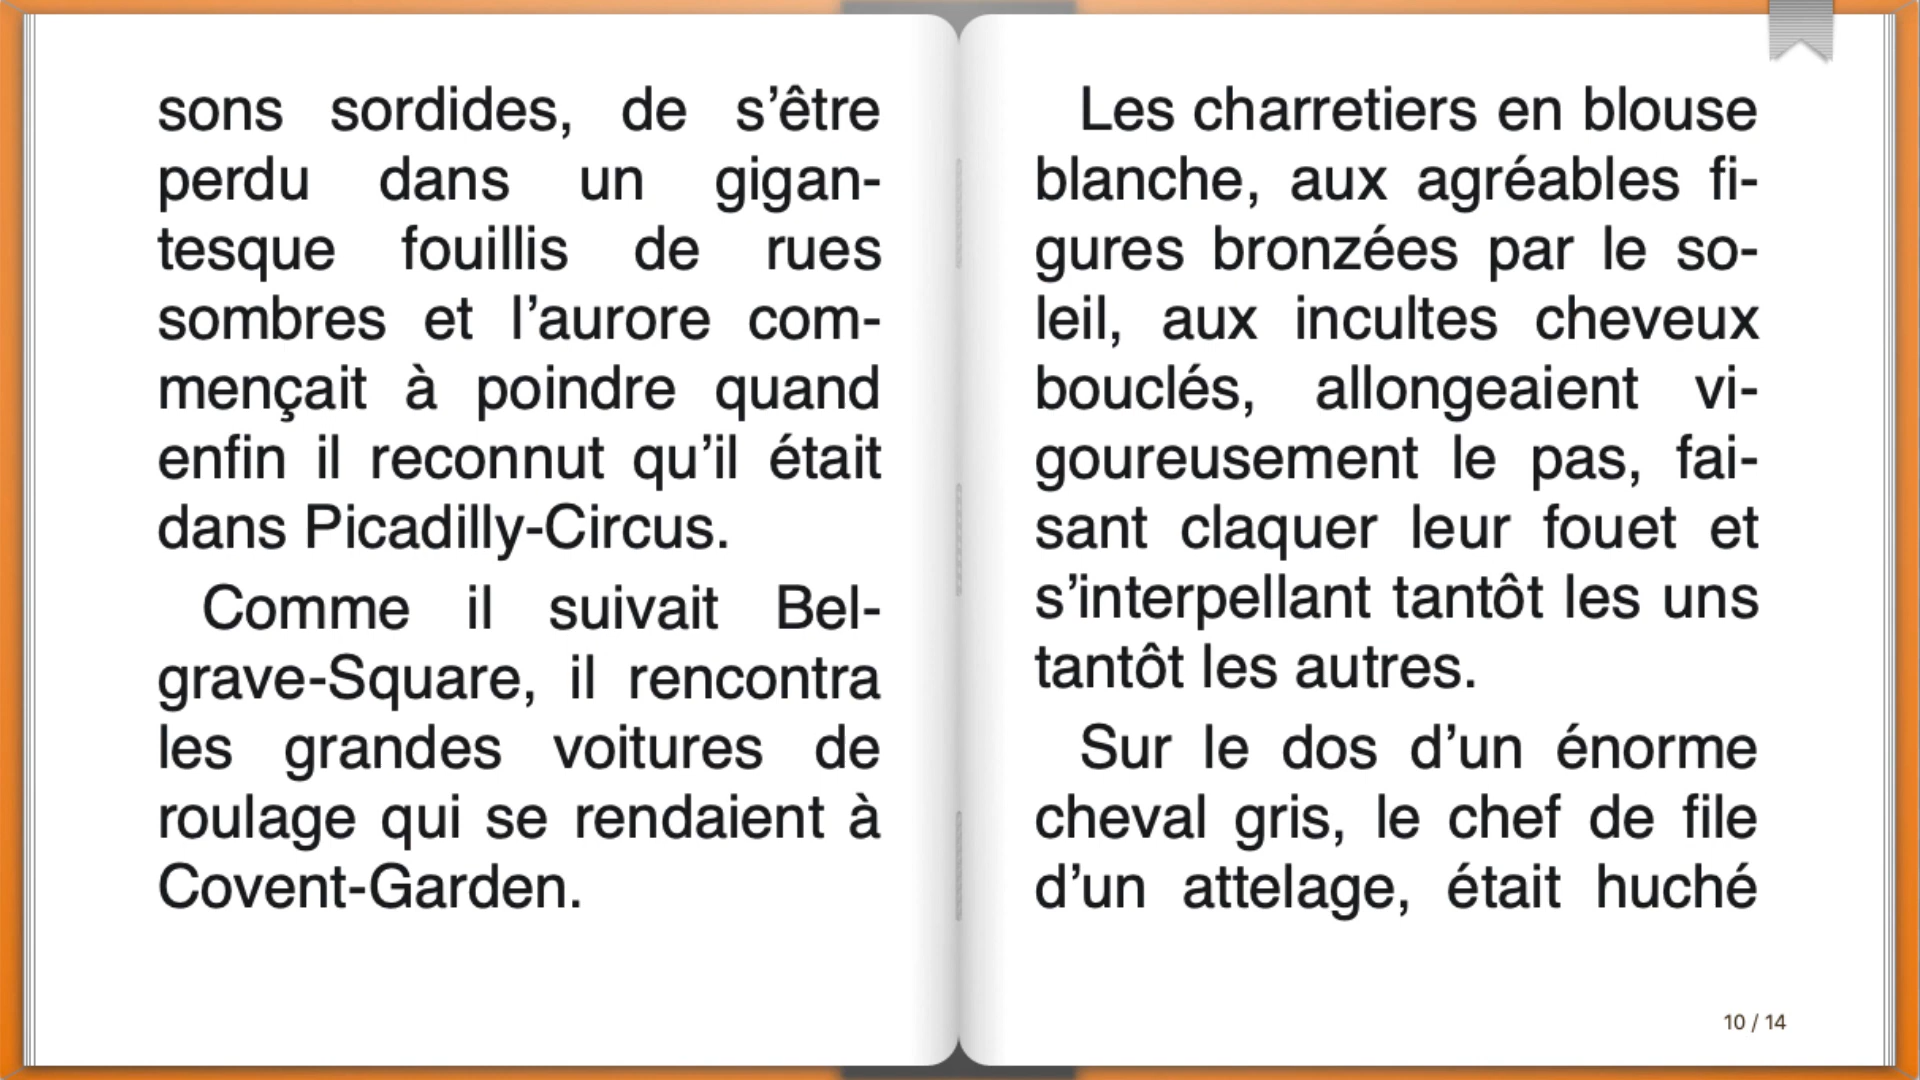 sons sordides, de s’être
perdu dans un gigan-
tesque fouillis de rues
sombres et l’aurore com-
mençait à poindre quand
enfin il reconnut qu’il était
dans Picadilly-Circus.
Comme il suivait Bel-
grave-Square, il rencontra
les grandes voitures de
roulage qui se rendaient à
Covent-Garden.
Les charretiers en blouse
blanche, aux agréables fi-
gures bronzées par le so-
leil, aux incultes cheveux
bouclés, allongeaient vi-
goureusement le pas, fai-
sant claquer leur fouet et
s’interpellant tantôt les uns
tantôt les autres.
Sur le dos d’un énorme
cheval gris, le chef de file
d’un attelage, était huché
10 / 14